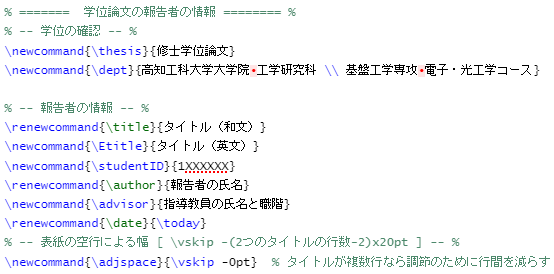 % =======  学位論文の報告者の情報 ======== %
% -- 学位の確認 -- %
\newcommand{\thesis}{修士学位論文}
\newcommand{\dept}{高知工科大学大学院・工学研究科 \\ 基盤工学専攻・電子・光工学コース}
% -- 報告者の情報 -- %
\renewcommand{\title}{タイトル（和文）}
\newcommand{\Etitle}{タイトル（英文）}
\newcommand{\studentID}{1XXXXXX}
\renewcommand{\author}{報告者の氏名}
\newcommand{\advisor}{指導教員の氏名と職階}
\renewcommand{\date}{\today}
% -- 表紙の空行による幅 [ \vskip -(2つのタイトルの行数-2)x20pt ] -- %
\newcommand{\adjspace}{\vskip -0pt}  % タイトルが複数行なら調節のために行間を減らす